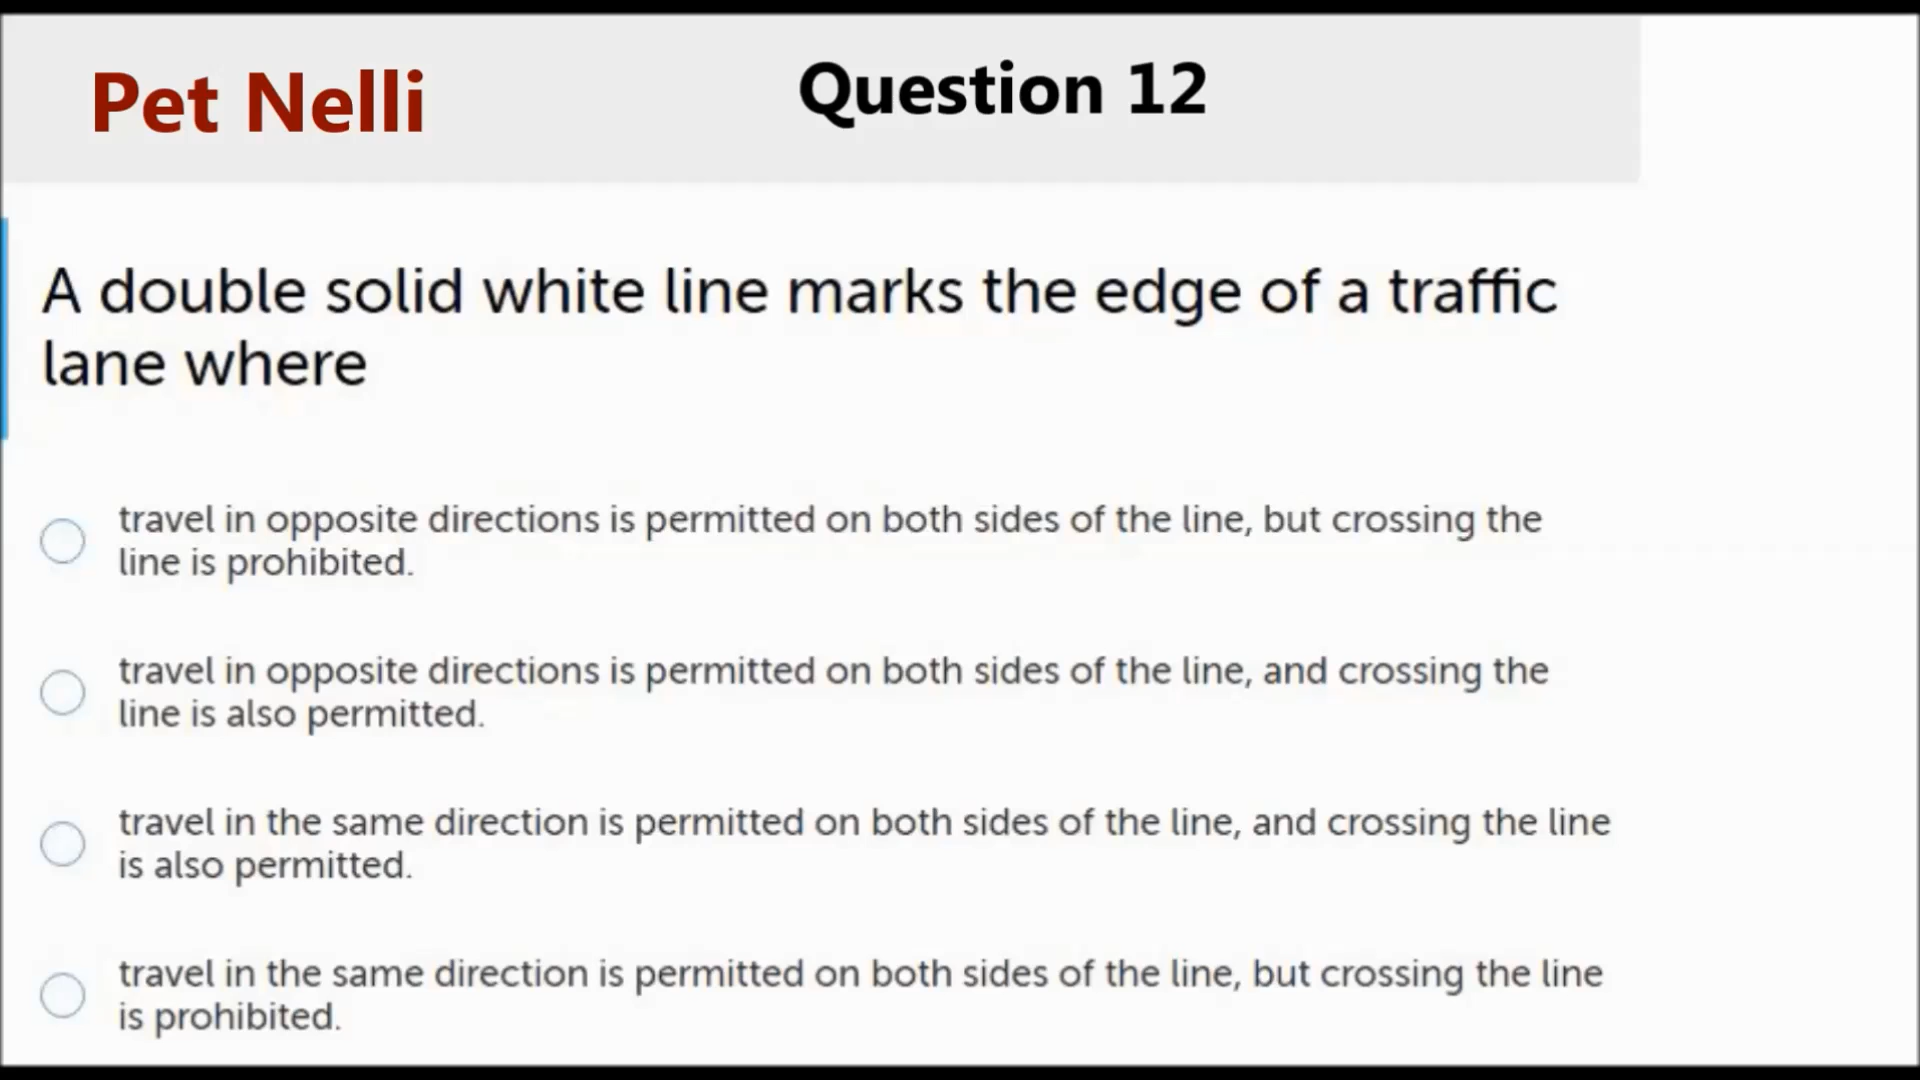 Pet Nelli
Question 12
A double solid white line marks the edge of a traffic
lane where
travel in opposite directions is permitted on both sides of the line, but crossing the
line is prohibited.
travel in opposite directions is permitted on both sides of the line, and crossing the
line is also permitted.
travel in the same direction is permitted on both sides of the line, and crossing the line
is also permitted.
travel in the same direction is permitted on both sides of the line, but crossing the line
is prohibited.